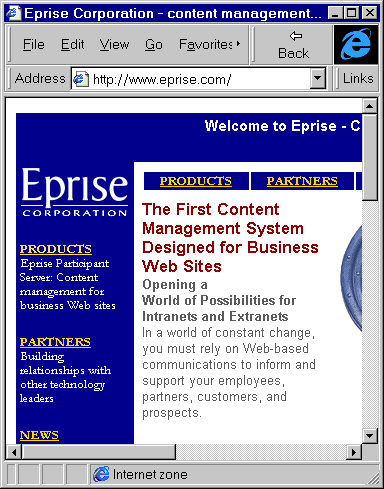 Eprise Corporation - content management...
File Edit View Go Favorites
Back
Address http://www.eprise.com/ Links
Welcome to Eprise - C
Eprise
CORPORATION
PRODUCTS PARTNERS
PRODUCTS
Eprise Participant
Server: Content
management for
business Web sites
PARTNERS
Building
relationships with
other technology
leaders
NEWS
The First Content
Management System
Designed for Business
Web Sites
Opening a
World of Possibilities for
Intranets and Extranets
In a world of constant change,
you must rely on Web-based
communications to inform and
support your employees,
partners, customers, and
prospects.
Internet zone